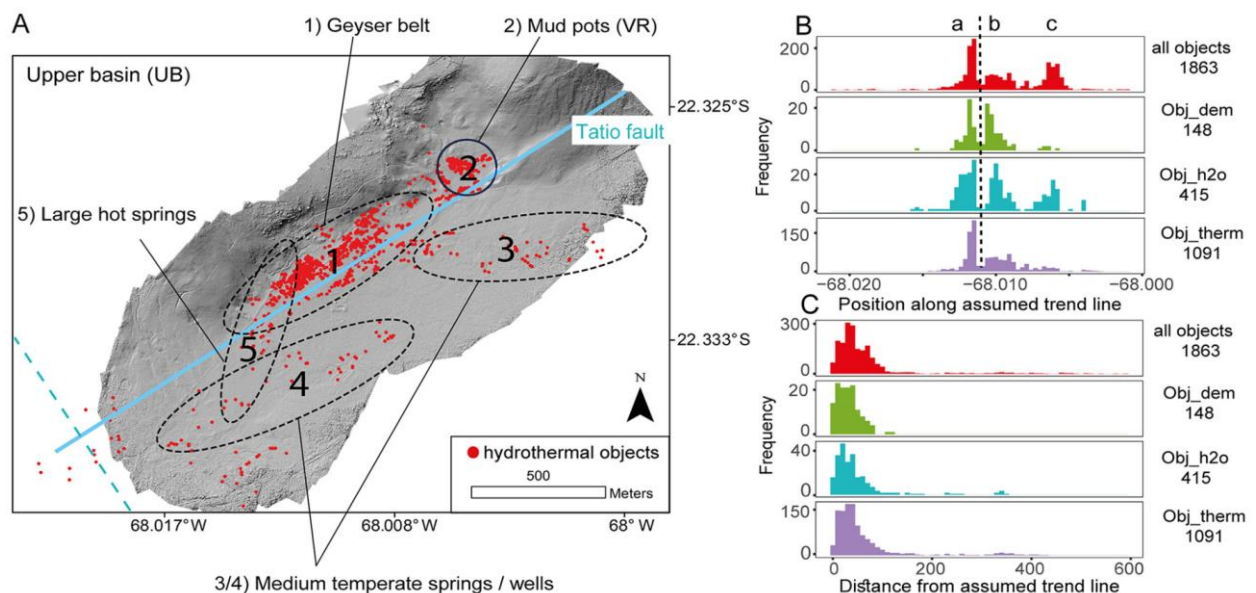 A
1) Geyser belt
2) Mud pots (VR)
Upper basin (UB)
22.325°S
Tatio fault
2
5) Large hot springs
1
3
22.333°S
5
4
N
hydrothermal objects
500
Meters
68.017°W
68.008°W
68° W
3/4) Medium temperate springs / wells
B
a
b
c
200
0
all objects
1863
20
0
Obj_dem
148
20
0
Obj_h2o
415
150
0
Obj_therm
1091
Frequency
−68.020
−68.010
−68.000
Position along assumed trend line
C
300
0
all objects
1863
20
0
Obj_dem
148
40
0
Obj_h2o
415
150
0
Obj_therm
1091
Frequency
0
200
400
600
Distance from assumed trend line